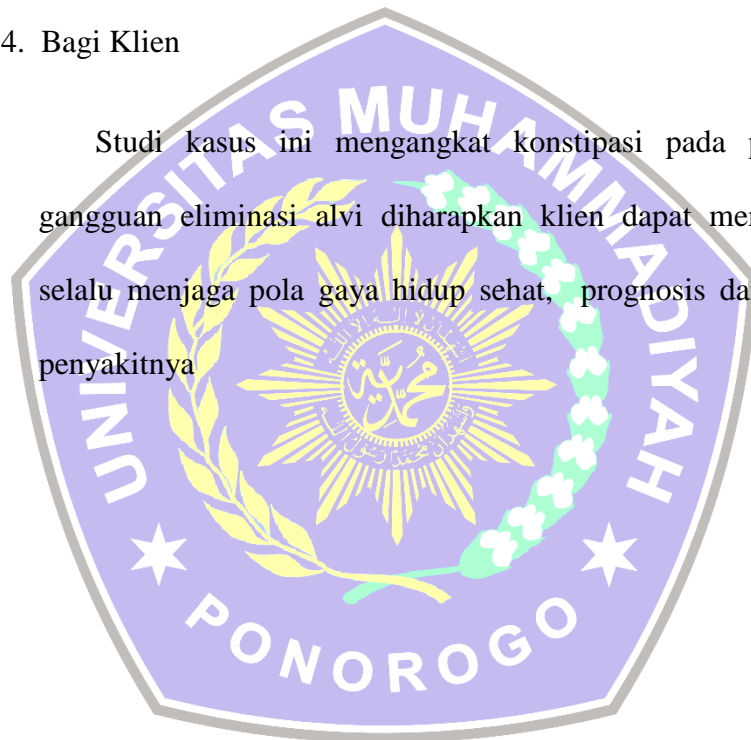 4. Bagi Klien
Studi kasus ini mengangkat konstipasi pada
gangguan eliminasi alvi diharapkan klien dapat
selalu menjaga pola gaya hidup sehat, prognosis
penyakitnya
UNIVERSITAS MUHAMMADIYAH
PONOROGO